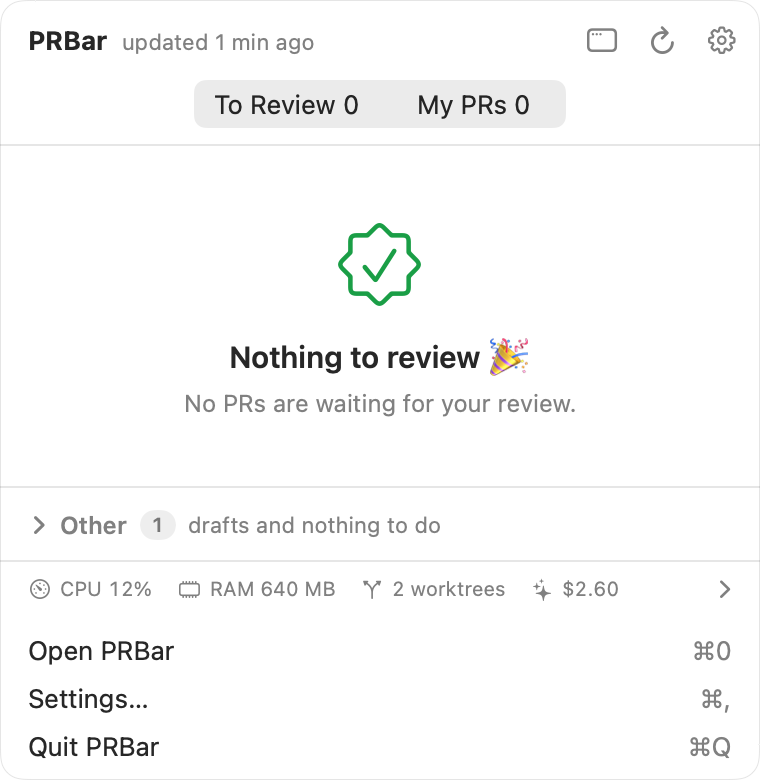 PRBar updated 1 min ago
To Review 0 My PRs 0
Nothing to review 🎉
No PRs are waiting for your review.
Other 1 drafts and nothing to do
CPU 12% RAM 640 MB 2 worktrees $2.60
Open PRBar ⌘0
Settings... ⌘,
Quit PRBar ⌘Q